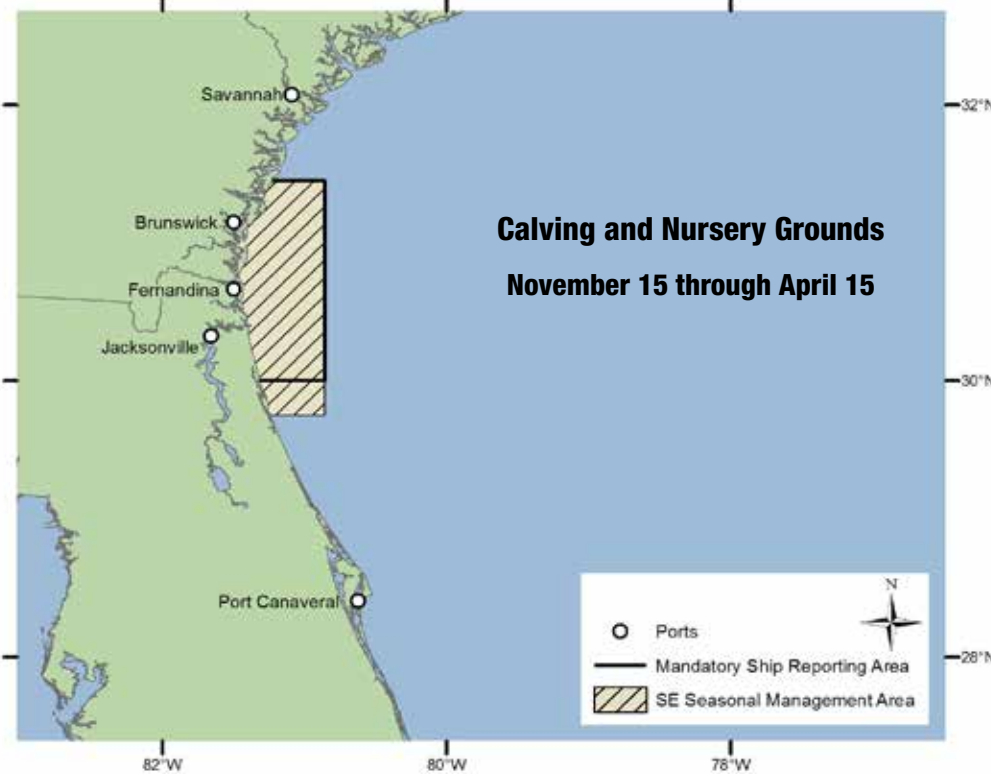 Savannah
32°N
Brunswick
Calving and Nursery Grounds
November 15 through April 15
Fernandina
Jacksonville
30°N
Port Canaveral
N
Ports
Mandatory Ship Reporting Area
28°N
SE Seasonal Management Area
82°W
80°W
78°W